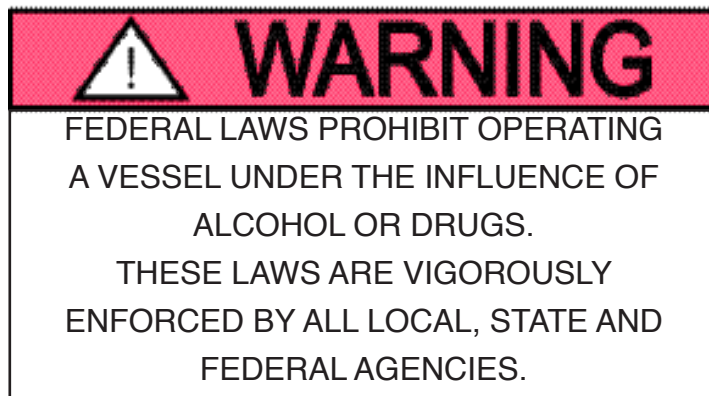 WARNING
FEDERAL LAWS PROHIBIT OPERATING
A VESSEL UNDER THE INFLUENCE OF
ALCOHOL OR DRUGS.
THESE LAWS ARE VIGOROUSLY
ENFORCED BY ALL LOCAL, STATE AND
FEDERAL AGENCIES.